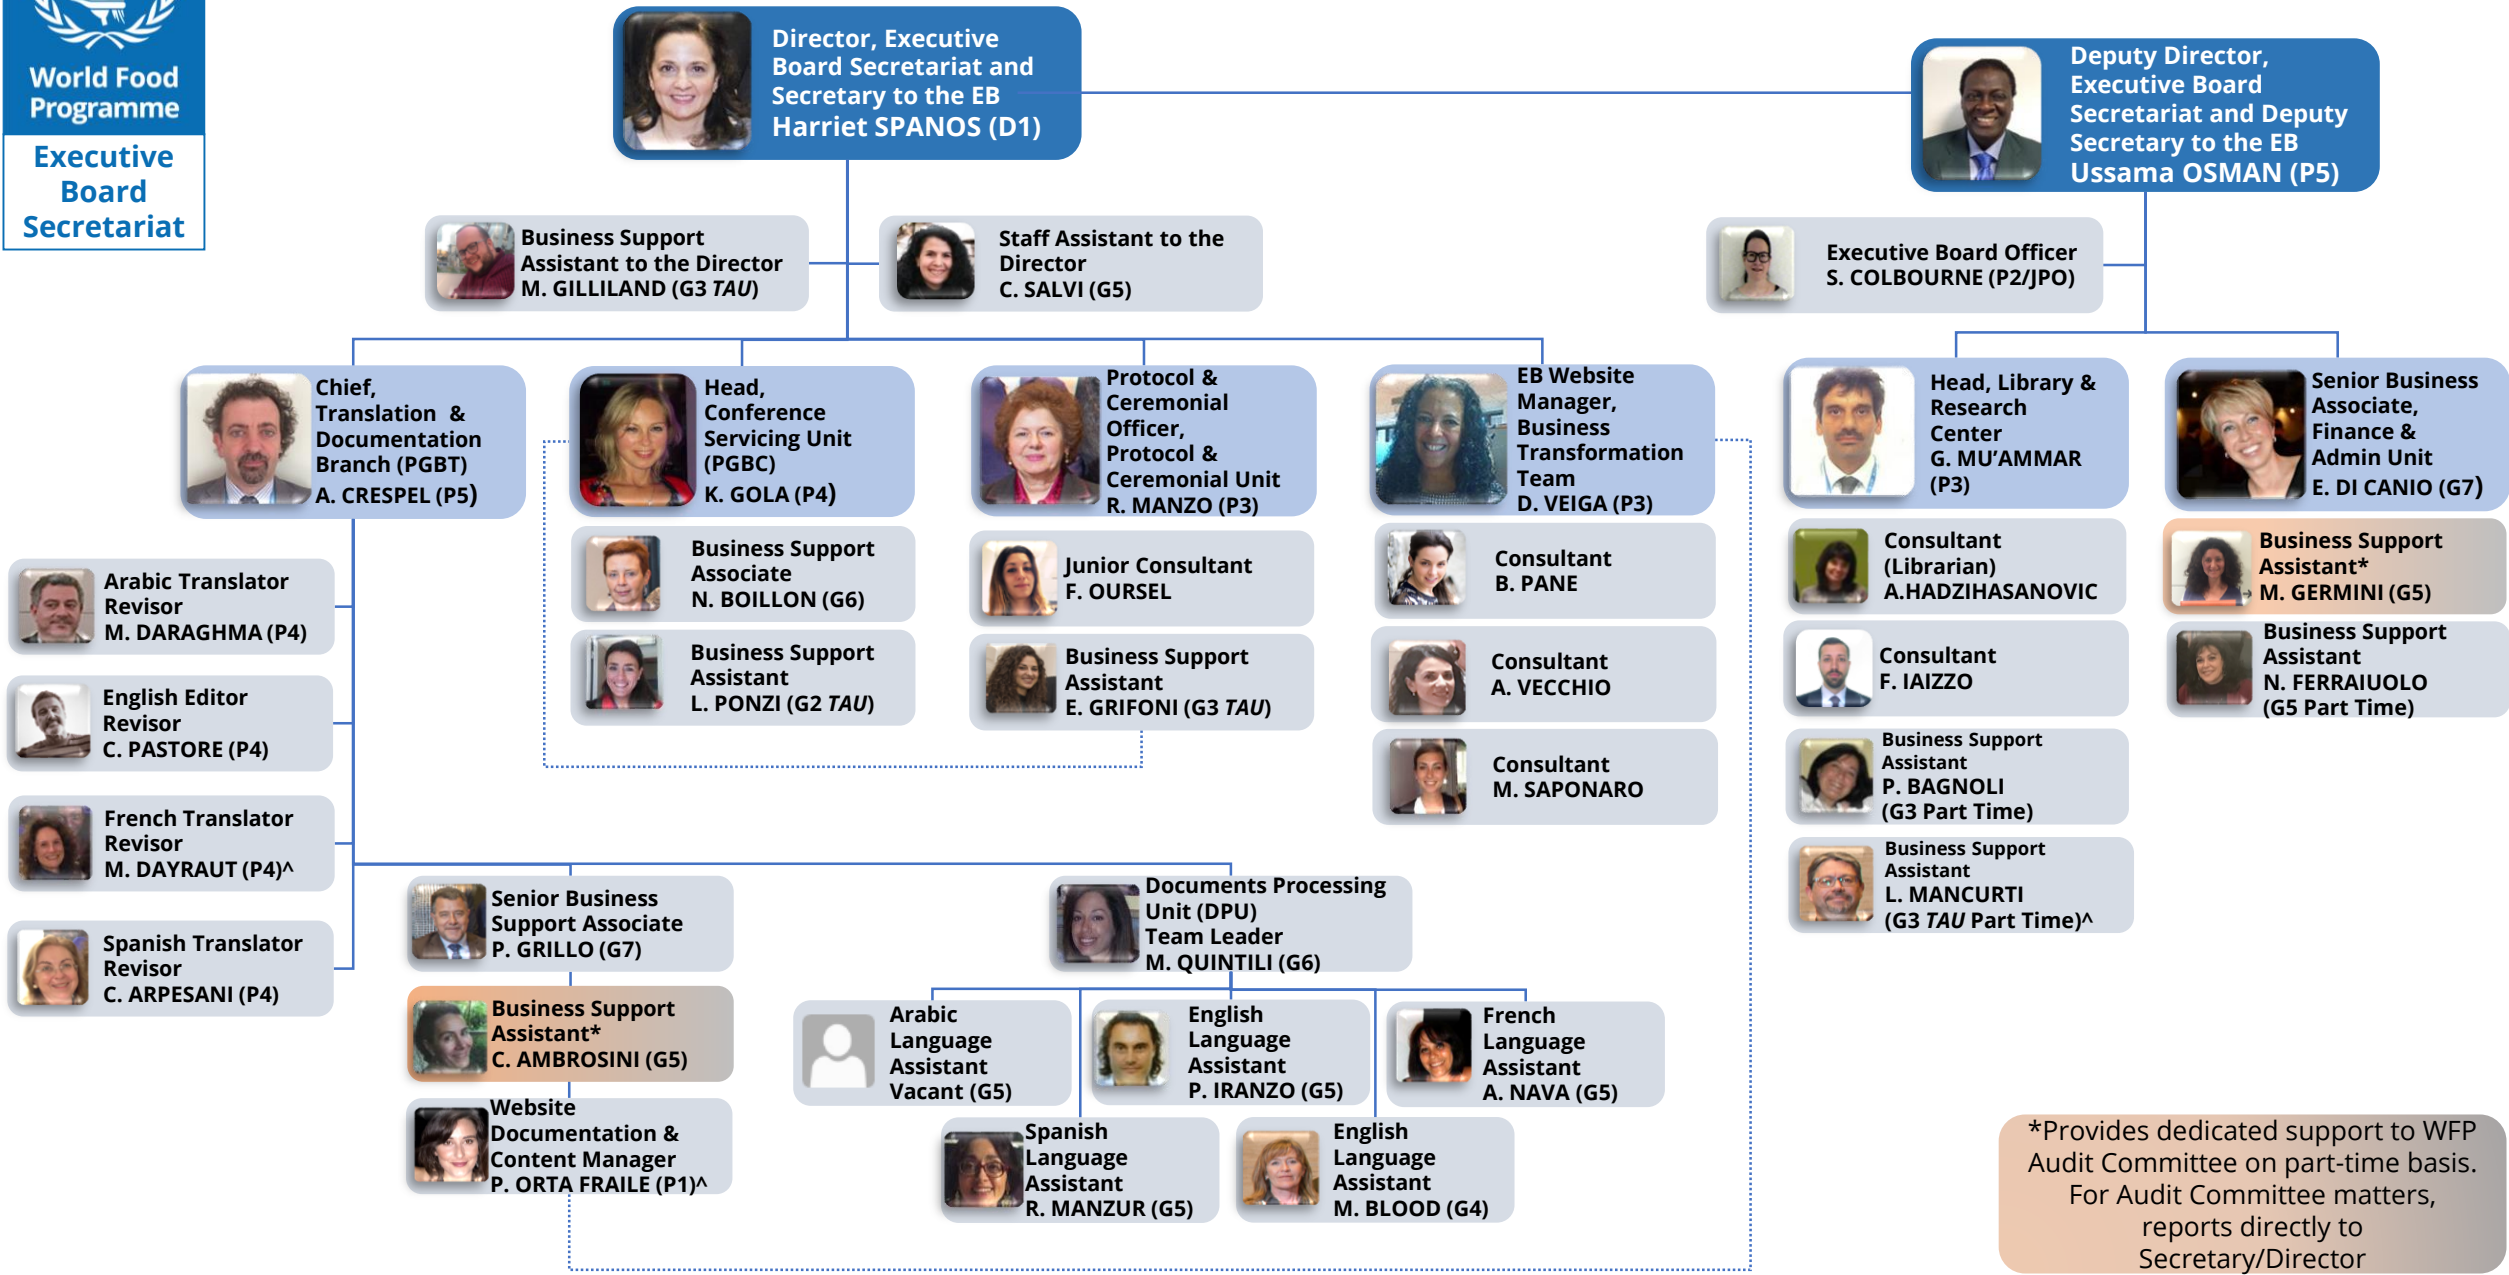 World Food
Programme
Executive
Board
Secretariat
Director, Executive
Board Secretariat and
Secretary to the EB
Harriet SPANOS (D1)
Deputy Director,
Executive Board
Secretariat and Deputy
Secretary to the EB
Ussama OSMAN (P5)
Business Support
Assistant to the Director
M. GILLILAND (G3 TAU)
Staff Assistant to the
Director
C. SALVI (G5)
Executive Board Officer
S. COLBOURNE (P2/JPO)
Chief,
Translation &
Documentation
Branch (PGBT)
A. CRESPEL (P5)
Head,
Conference
Servicing Unit
(PGBC)
K. GOLA (P4)
Protocol &
Ceremonial
Officer,
Protocol &
Ceremonial Unit
R. MANZO (P3)
EB Website
Manager,
Business
Transformation
Team
D. VEIGA (P3)
Head, Library &
Research
Center
G. MU’AMMAR
(P3)
Senior Business
Associate,
Finance &
Admin Unit
E. DI CANIO (G7)
Arabic Translator
Revisor
M. DARAGHMA (P4)
English Editor
Revisor
C. PASTORE (P4)
French Translator
Revisor
M. DAYRAUT (P4)^
Spanish Translator
Revisor
C. ARPESANI (P4)
Business Support
Associate
N. BOILLON (G6)
Business Support
Assistant
L. PONZI (G2 TAU)
Junior Consultant
F. OURSEL
Business Support
Assistant
E. GRIFONI (G3 TAU)
Consultant
B. PANE
Consultant
A. VECCHIO
Consultant
M. SAPONARO
Consultant
(Librarian)
A.HADZIHASANOVIC
Consultant
F. IAIZZO
Business Support
Assistant
P. BAGNOLI
(G3 Part Time)
Business Support
Assistant
L. MANCURTI
(G3 TAU Part Time)^
Business Support
Assistant*
M. GERMINI (G5)
Business Support
Assistant
N. FERRAIUOLO
(G5 Part Time)
Senior Business
Support Associate
P. GRILLO (G7)
Business Support
Assistant*
C. AMBROSINI (G5)
Website
Documentation &
Content Manager
P. ORTA FRAILE (P1)^
Documents Processing
Unit (DPU)
Team Leader
M. QUINTILI (G6)
Arabic
Language
Assistant
Vacant (G5)
English
Language
Assistant
P. IRANZO (G5)
French
Language
Assistant
A. NAVA (G5)
Spanish
Language
Assistant
R. MANZUR (G5)
English
Language
Assistant
M. BLOOD (G4)
*Provides dedicated support to WFP
Audit Committee on part-time basis.
For Audit Committee matters,
reports directly to
Secretary/Director